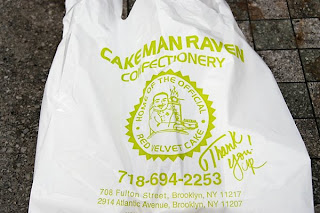 CAKEMAN RAVEN
CONFECTIONERY
HOME OF THE OFFICIAL
RED VELVET CAKE
Thank
You!
718-694-2253
708 Fulton Street, Brooklyn, NY 11217
2914 Atlantic Avenue, Brooklyn, NY 11207